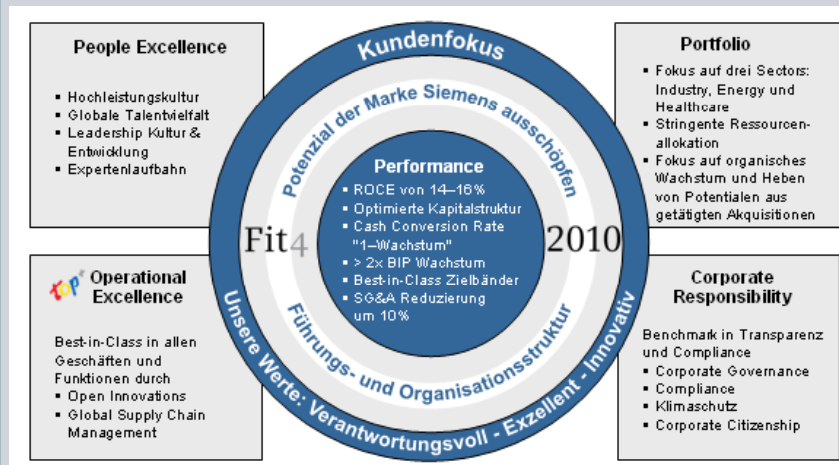 People Excellence
▪ Hochleistungskultur
▪ Globale Talentvielfalt
▪ Leadership Kultur &
Entwicklung
▪ Expertenlaufbahn
Kundenfokus
Potenzial der Marke Siemens ausschöpfen
Performance
▪ ROCE von 14–16%
▪ Optimierte Kapitalstruktur
▪ Cash Conversion Rate
"1–Wachstum"
▪ > 2x BIP Wachstum
▪ Best-in-Class Zielbänder
▪ SG&A Reduzierung
um 10%
Fit4 2010
Führungs- und Organisationsstruktur
Unsere Werte: Verantwortungsvoll - Exzellent - Innovativ
Portfolio
▪ Fokus auf drei Sectors:
Industry, Energy und
Healthcare
▪ Stringente Ressourcen-
allokation
▪ Fokus auf organisches
Wachstum und Heben
von Potentialen aus
getätigten Akquisitionen
top+ Operational
Excellence
Best-in-Class in allen
Geschäften und
Funktionen durch
▪ Open Innovations
▪ Global Supply Chain
Management
Corporate
Responsibility
Benchmark in Transparenz
und Compliance
▪ Corporate Governance
▪ Compliance
▪ Klimaschutz
▪ Corporate Citizenship